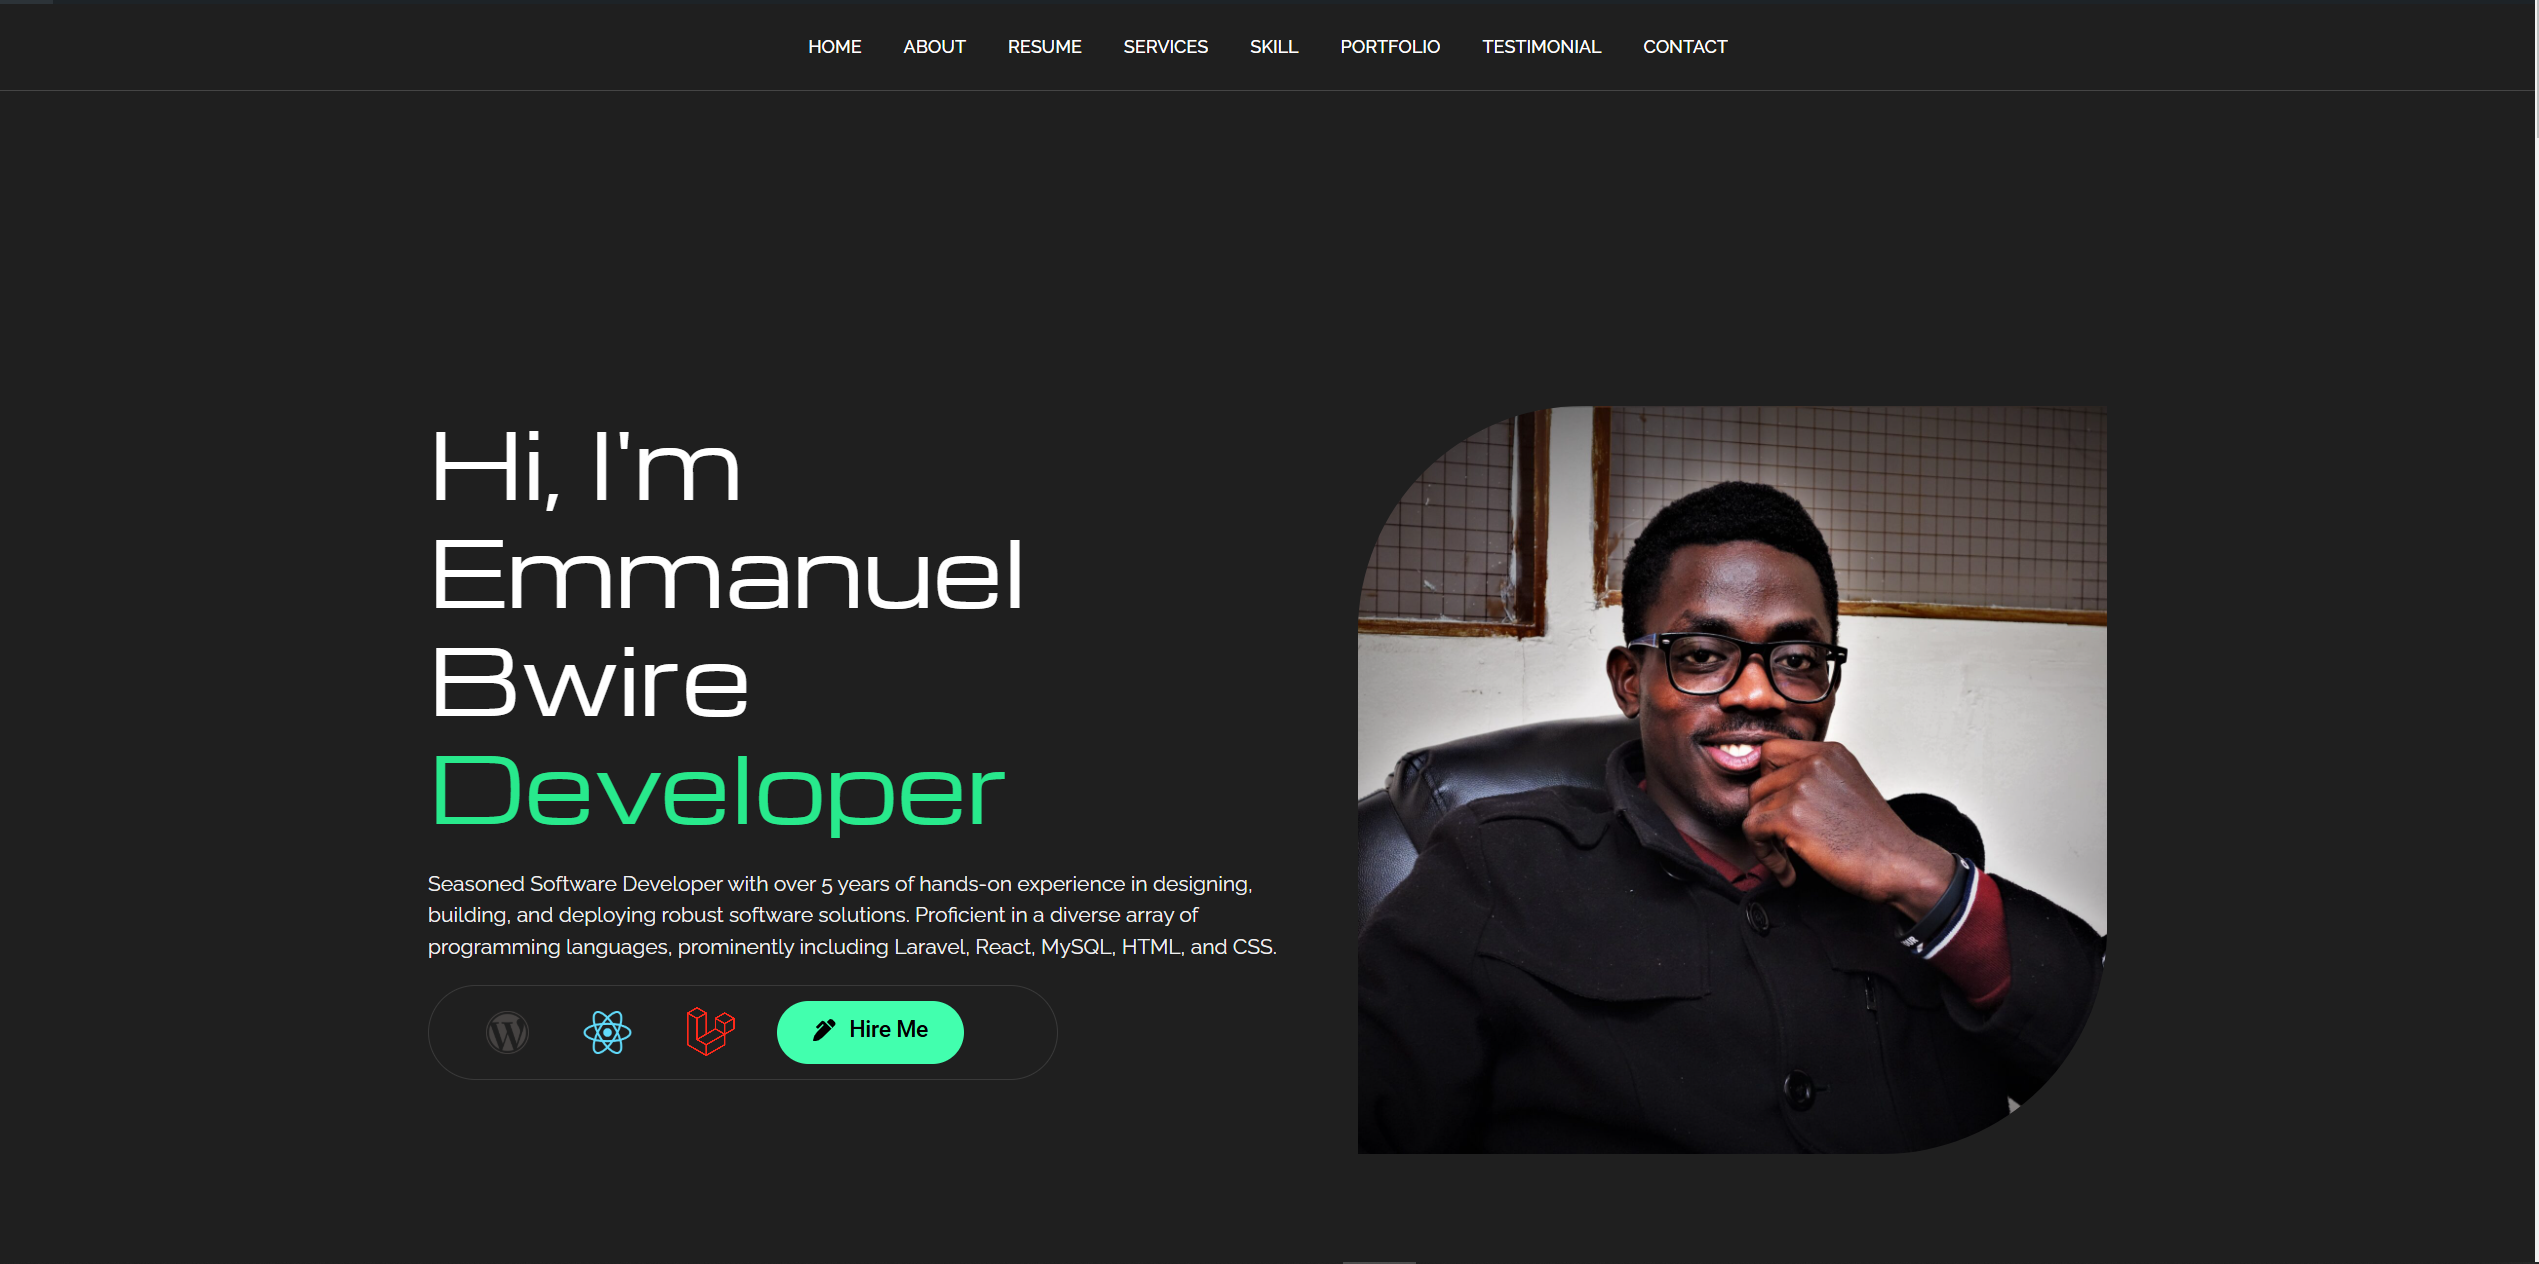 HOME ABOUT RESUME SERVICES SKILL PORTFOLIO TESTIMONIAL CONTACT
Hi, I'm
Emmanuel
Bwire
Developer
Seasoned Software Developer with over 5 years of hands-on experience in designing,
building, and deploying robust software solutions. Proficient in a diverse array of
programming languages, prominently including Laravel, React, MySQL, HTML, and CSS.
Hire Me